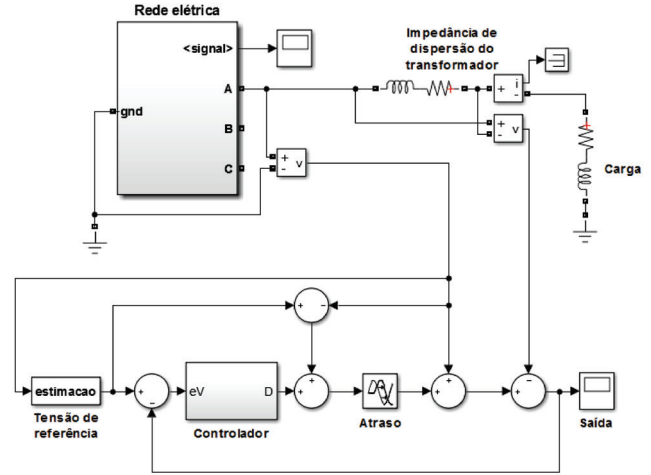 Rede elétrica
<signal>
A
gnd
B
C
+
-
v
Impedância de
dispersão do
transformador
+
i
-
+
-
v
Carga
+
-
estimacao
Tensão de
referência
+
-
eV
D
Controlador
+
+
Atraso
+
+
-
+
Saída